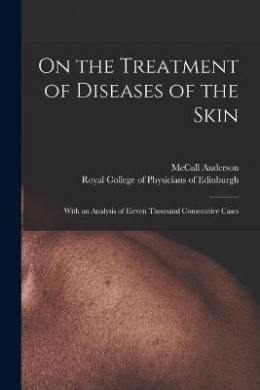 On the Treatment
of Diseases of the
Skin
McCall Anderson
Royal College of Physicians of Edinburgh
With an Analysis of Eleven Thousand Consecutive Cases